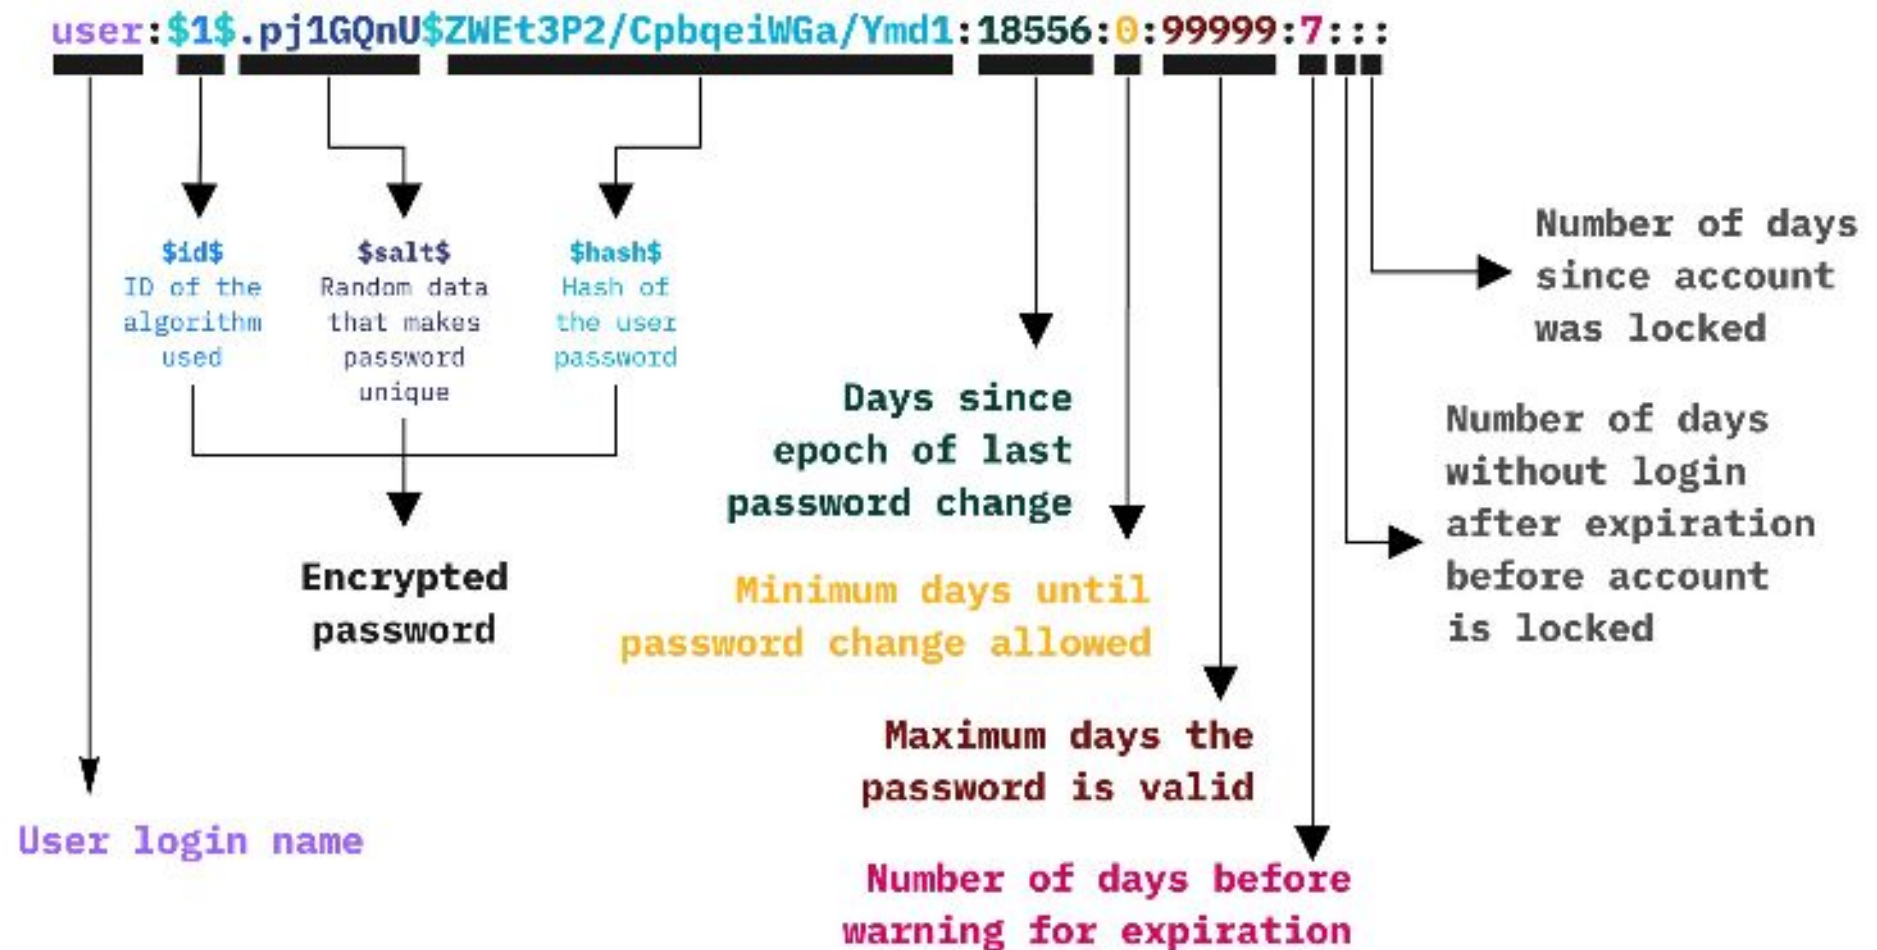 user:$1$.pj1GQnU$ZWEt3P2/CpbqeiWGa/Ymd1:18556:0:99999:7:::
$id$
ID of the
algorithm
used
$salt$
Random data
that makes
password
unique
$hash$
Hash of
the user
password
Encrypted
password
User login name
Days since
epoch of last
password change
Minimum days until
password change allowed
Maximum days the
password is valid
Number of days before
warning for expiration
Number of days
since account
was locked
Number of days
without login
after expiration
before account
is locked